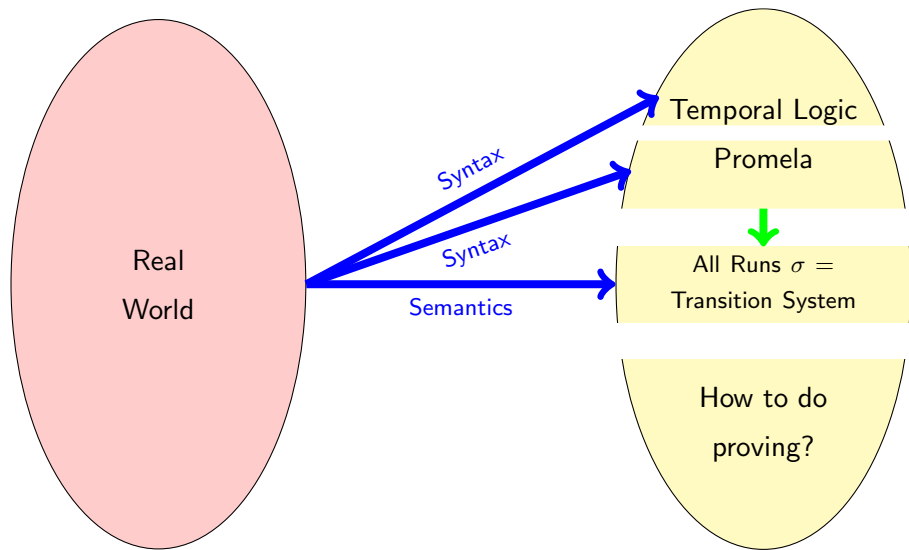 Real
World
Syntax
Syntax
Semantics
Temporal Logic
Promela
All Runs σ =
Transition System
How to do
proving?